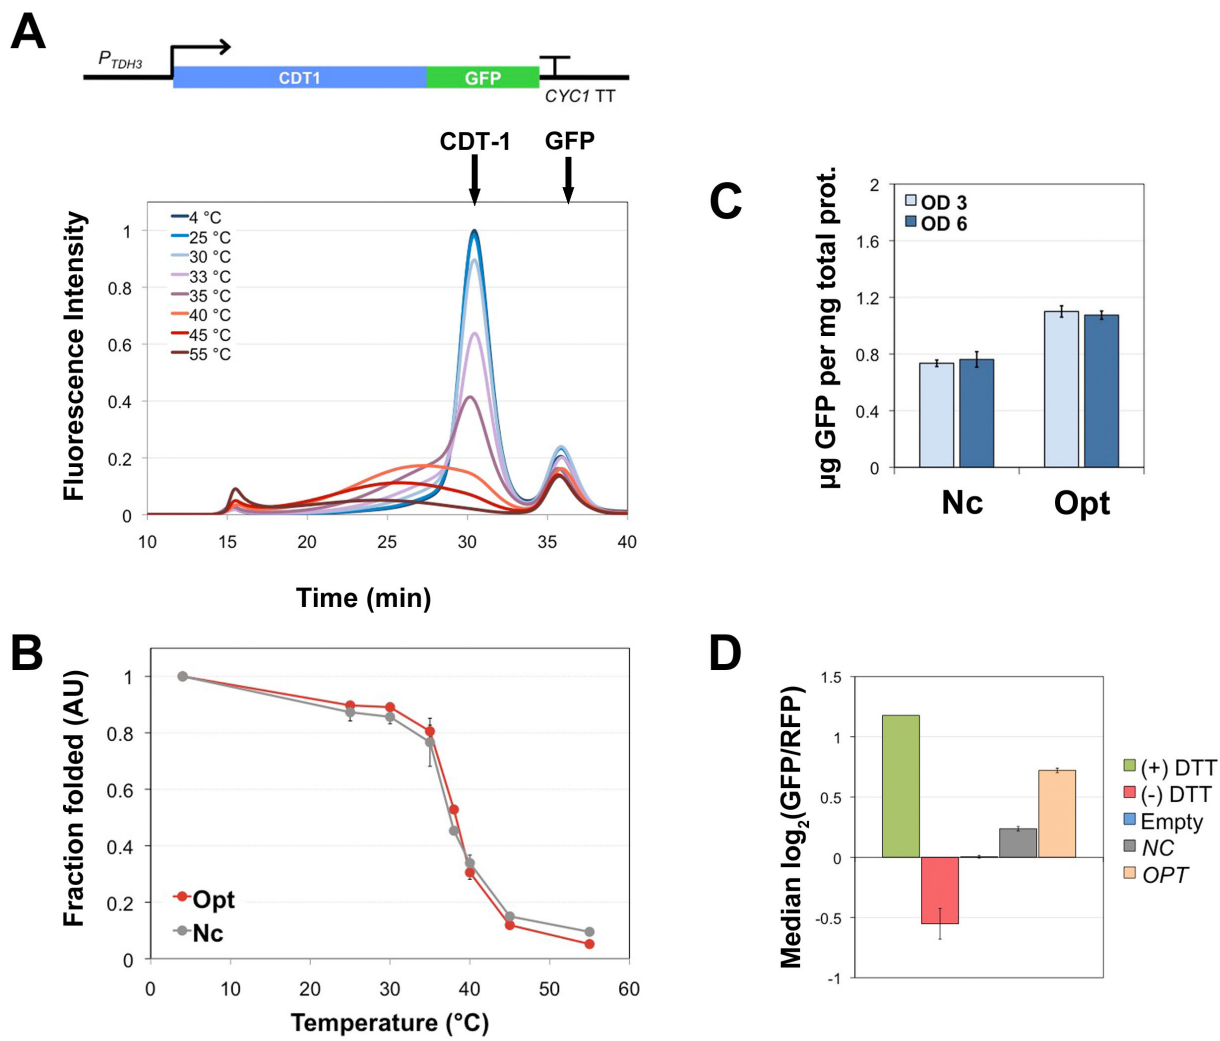 A
P_TDH3
CDT1
GFP
CYC1 TT
CDT-1
GFP
Fluorescence Intensity
4 °C
25 °C
30 °C
33 °C
35 °C
40 °C
45 °C
55 °C
1
0.8
0.6
0.4
0.2
0
10 15 20 25 30 35 40
Time (min)
B
Fraction folded (AU)
1
0.8
0.6
0.4
0.2
0
Opt
Nc
0 10 20 30 40 50 60
Temperature (°C)
C
µg GFP per mg total prot.
2
1.6
1.2
0.8
0.4
0
OD 3
OD 6
Nc Opt
D
Median log₂(GFP/RFP)
1.5
1
0.5
0
-0.5
-1
(+) DTT
(-) DTT
Empty
NC
OPT